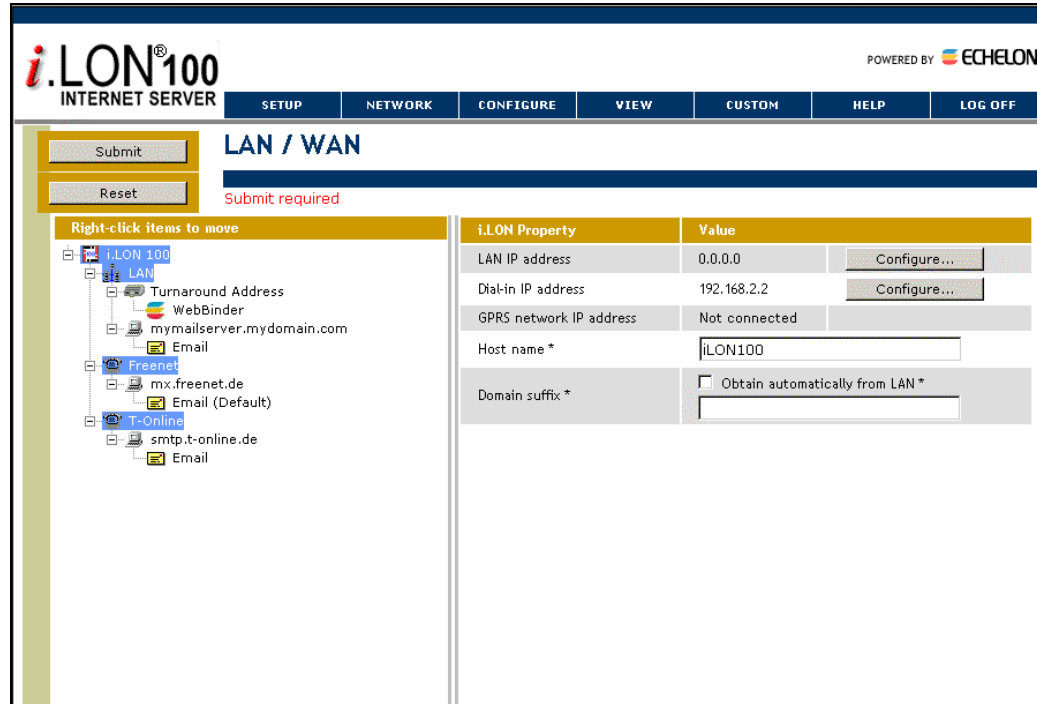 i.LON®100
INTERNET SERVER
POWERED BY ECHELON
SETUP NETWORK CONFIGURE VIEW CUSTOM HELP LOG OFF
Submit
Reset
LAN / WAN
Submit required
Right-click items to move
i.LON 100
LAN
Turnaround Address
WebBinder
mymailserver.mydomain.com
Email
Freenet
mx.freenet.de
Email (Default)
T-Online
smtp.t-online.de
Email
i.LON Property Value
LAN IP address 0.0.0.0 Configure...
Dial-in IP address 192.168.2.2 Configure...
GPRS network IP address Not connected
Host name * iLON100
Domain suffix * Obtain automatically from LAN *